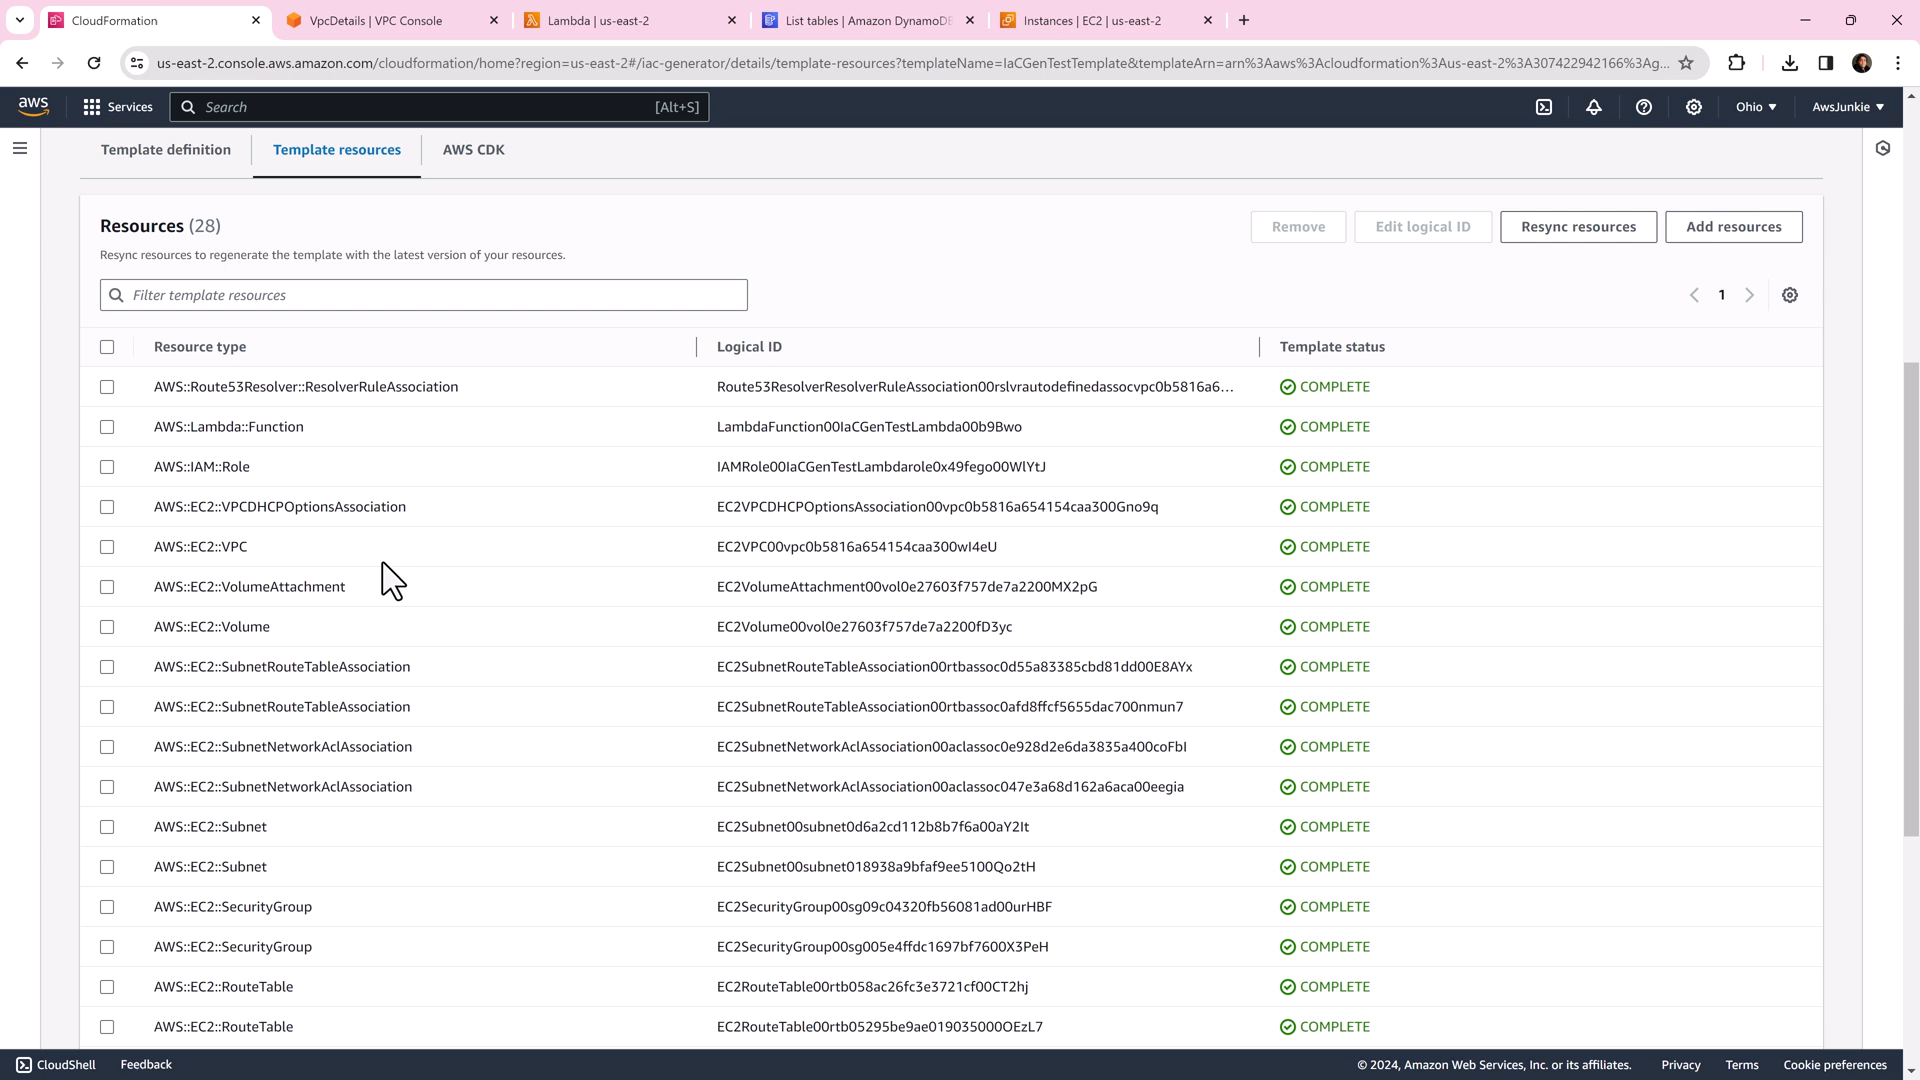 CloudFormation
VpcDetails | VPC Console
Lambda | us-east-2
List tables | Amazon DynamoDB
Instances | EC2 | us-east-2
us-east-2.console.aws.amazon.com/cloudformation/home?region=us-east-2#/iac-generator/details/template-resources?templateName=IaCGenTestTemplate&templateArn=arn%3Aaws%3Acloudformation%3Aus-east-2%3A307422942166%3Ag...
aws
Services
Search
[Alt+S]
Ohio
AwsJunkie
Template definition
Template resources
AWS CDK
Resources (28)
Remove
Edit logical ID
Resync resources
Add resources
Resync resources to regenerate the template with the latest version of your resources.
Filter template resources
1
Resource type Logical ID Template status
AWS::Route53Resolver::ResolverRuleAssociation Route53ResolverResolverRuleAssociation00rslvrautodefinedassocvpc0b5816a6... COMPLETE
AWS::Lambda::Function LambdaFunction00IaCGenTestLambda00b9Bwo COMPLETE
AWS::IAM::Role IAMRole00IaCGenTestLambdarole0x49fego00WlYtJ COMPLETE
AWS::EC2::VPCDHCPOptionsAssociation EC2VPCDHCPOptionsAssociation00vpc0b5816a654154caa300Gno9q COMPLETE
AWS::EC2::VPC EC2VPC00vpc0b5816a654154caa300wI4eU COMPLETE
AWS::EC2::VolumeAttachment EC2VolumeAttachment00vol0e27603f757de7a2200MX2pG COMPLETE
AWS::EC2::Volume EC2Volume00vol0e27603f757de7a2200fD3yc COMPLETE
AWS::EC2::SubnetRouteTableAssociation EC2SubnetRouteTableAssociation00rtbassoc0d55a83385cbd81dd00E8AYx COMPLETE
AWS::EC2::SubnetRouteTableAssociation EC2SubnetRouteTableAssociation00rtbassoc0afd8ffcf5655dac700nmun7 COMPLETE
AWS::EC2::SubnetNetworkAclAssociation EC2SubnetNetworkAclAssociation00aclassoc0e928d2e6da3835a400coFbI COMPLETE
AWS::EC2::SubnetNetworkAclAssociation EC2SubnetNetworkAclAssociation00aclassoc047e3a68d162a6aca00eegia COMPLETE
AWS::EC2::Subnet EC2Subnet00subnet0d6a2cd112b8b7f6a00aY2It COMPLETE
AWS::EC2::Subnet EC2Subnet00subnet018938a9bfaf9ee5100Qo2tH COMPLETE
AWS::EC2::SecurityGroup EC2SecurityGroup00sg09c04320fb56081ad00urHBF COMPLETE
AWS::EC2::SecurityGroup EC2SecurityGroup00sg005e4ffdc1697bf7600X3PeH COMPLETE
AWS::EC2::RouteTable EC2RouteTable00rtb058ac26fc3e3721cf00CT2hj COMPLETE
AWS::EC2::RouteTable EC2RouteTable00rtb05295be9ae019035000OEzL7 COMPLETE
CloudShell
Feedback
© 2024, Amazon Web Services, Inc. or its affiliates.
Privacy
Terms
Cookie preferences